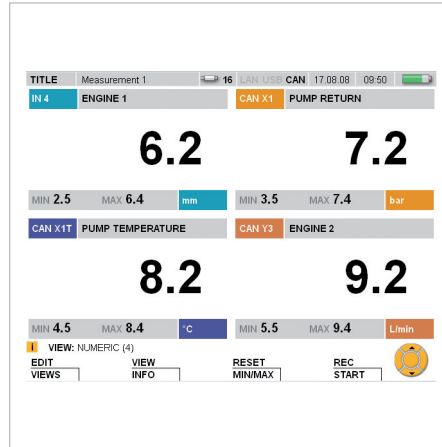 TITLE Measurement 1 16 LAN USB CAN 17.08.08 09:50
IN 4 ENGINE 1
6.2
MIN 2.5 MAX 6.4 mm
CAN X1 PUMP RETURN
7.2
MIN 3.5 MAX 7.4 bar
CAN X1T PUMP TEMPERATURE
8.2
MIN 4.5 MAX 8.4 °C
CAN Y3 ENGINE 2
9.2
MIN 5.5 MAX 9.4 L/min
i VIEW: NUMERIC (4)
EDIT VIEWS
VIEW INFO
RESET MIN/MAX
REC START